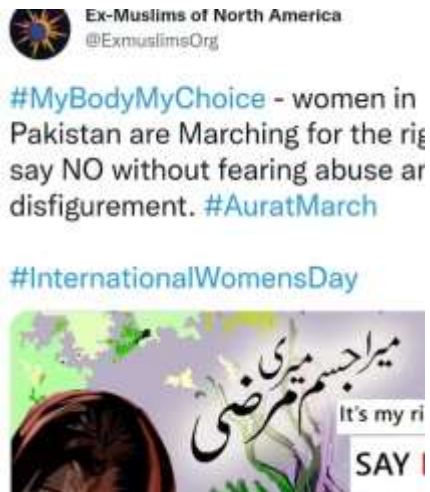 Ex-Muslims of North America
@ExmuslimsOrg
#MyBodyMyChoice - women in
Pakistan are Marching for the
say NO without fearing abuse
disfigurement. #AuratMarch
#InternationalWomensDay
میرا جسم میری مرضی
It's my
SAY